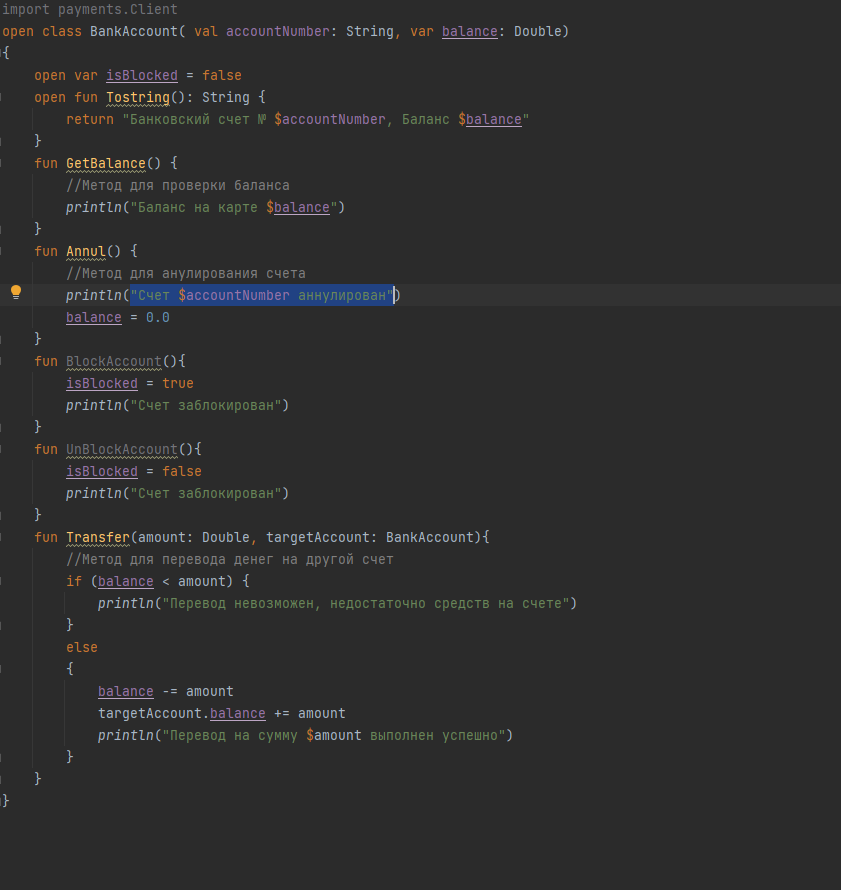 import payments.Client
open class BankAccount( val accountNumber: String, var balance: Double)
{
    open var isBlocked = false
    open fun Tostring(): String {
        return "Банковский счет № $accountNumber, Баланс $balance"
    }
    fun GetBalance() {
        //Метод для проверки баланса
        println("Баланс на карте $balance")
    }
    fun Annul() {
        //Метод для анулирования счета
        println("Счет $accountNumber аннулирован")
        balance = 0.0
    }
    fun BlockAccount(){
        isBlocked = true
        println("Счет заблокирован")
    }
    fun UnBlockAccount(){
        isBlocked = false
        println("Счет заблокирован")
    }
    fun Transfer(amount: Double, targetAccount: BankAccount){
        //Метод для перевода денег на другой счет
        if (balance < amount) {
            println("Перевод невозможен, недостаточно средств на счете")
        }
        else
        {
            balance -= amount
            targetAccount.balance += amount
            println("Перевод на сумму $amount выполнен успешно")
        }
    }
}